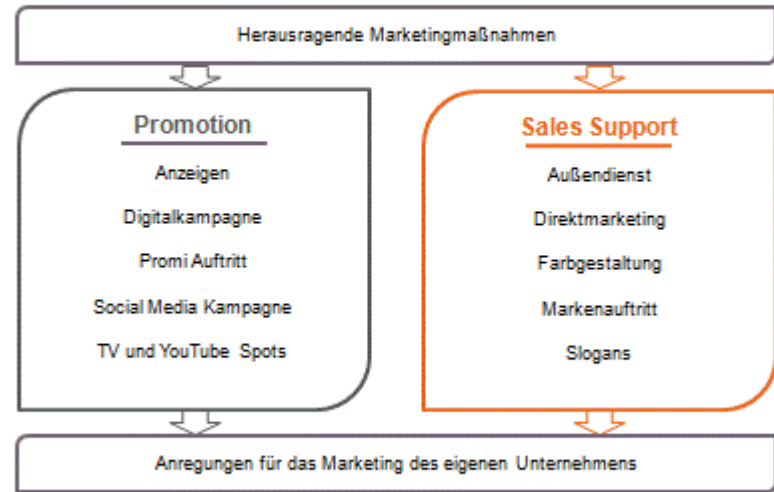 Herausragende Marketingmaßnahmen
Promotion
Anzeigen
Digitalkampagne
Promi Auftritt
Social Media Kampagne
TV und YouTube Spots
Sales Support
Außendienst
Direktmarketing
Farbgestaltung
Markenauftritt
Slogans
Anregungen für das Marketing des eigenen Unternehmens